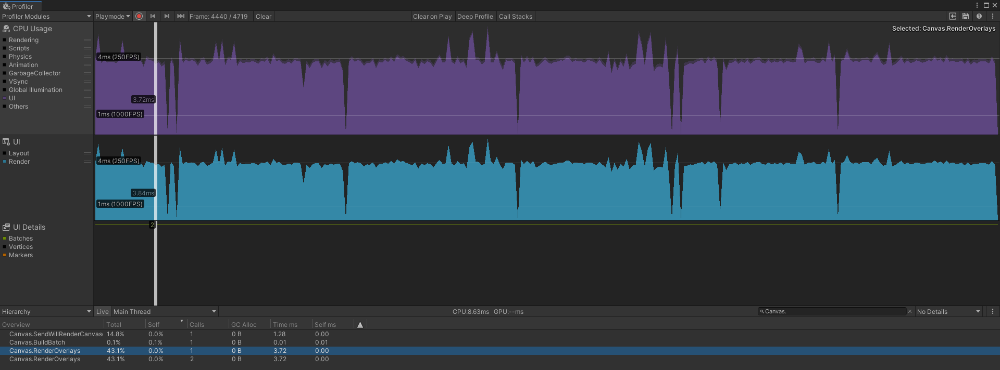 Profiler
Profiler Modules Playmode Frame: 4440 / 4719 Clear Clear on Play Deep Profile Call Stacks
CPU Usage
CPU
Selected: Canvas.RenderOverlays
Rendering
Scripts
Physics
Animation
GarbageCollector
VSync
Global Illumination
UI
Others
4ms (250FPS)
3.72ms
1ms (1000FPS)
UI
Layout
Render
4ms (250FPS)
3.84ms
1ms (1000FPS)
UI Details
2
Batches
Vertices
Markers
Hierarchy Live Main Thread CPU:8.63ms GPU:--ms Canvas. No Details
Overview Total Self Calls GC Alloc Time ms Self ms
Canvas.SendWillRenderCanvas 14.8% 0.0% 1 0 B 1.28 0.00
Canvas.BuildBatch 0.1% 0.1% 1 0 B 0.01 0.01
Canvas.RenderOverlays 43.1% 0.0% 1 0 B 3.72 0.00
Canvas.RenderOverlays 43.1% 0.0% 2 0 B 3.72 0.00